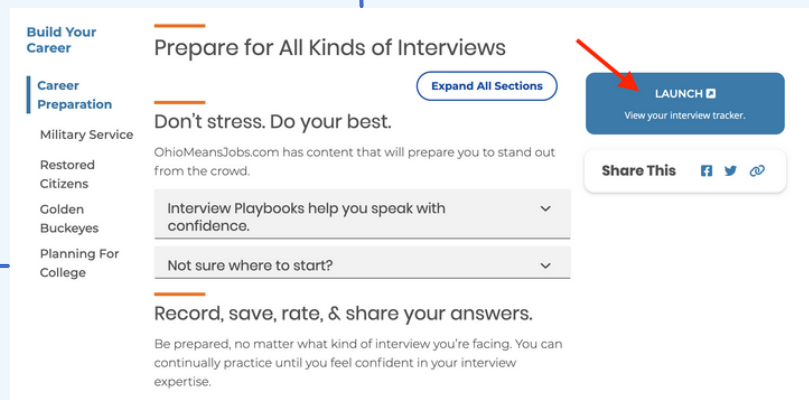 Build Your
Career
Career
Preparation
Military Service
Restored
Citizens
Golden
Buckeyes
Planning For
College
Prepare for All Kinds of Interviews
Expand All Sections
Don't stress. Do your best.
OhioMeansJobs.com has content that will prepare you to stand out
from the crowd.
Interview Playbooks help you speak with
confidence.
Not sure where to start?
Record, save, rate, & share your answers.
Be prepared, no matter what kind of interview you're facing. You can
continually practice until you feel confident in your interview
expertise.
LAUNCH
View your interview tracker.
Share This